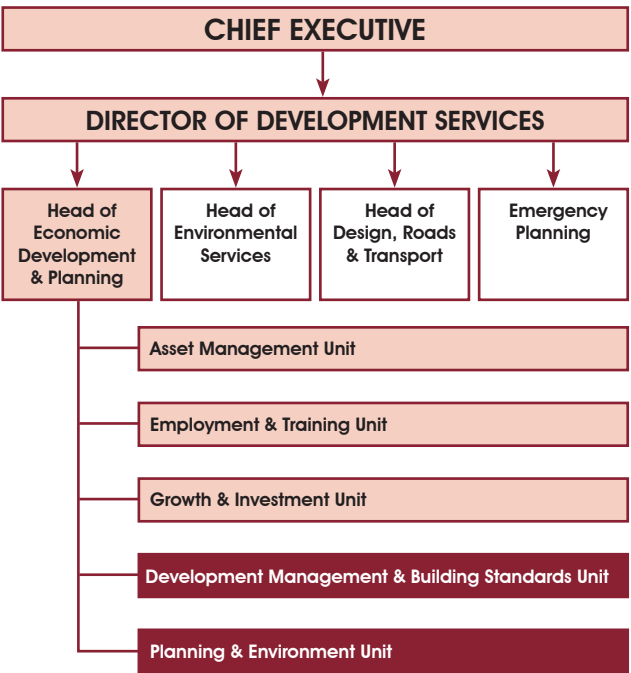 CHIEF EXECUTIVE
DIRECTOR OF DEVELOPMENT SERVICES
Head of
Economic
Development
& Planning
Head of
Environmental
Services
Head of
Design, Roads
& Transport
Emergency
Planning
Asset Management Unit
Employment & Training Unit
Growth & Investment Unit
Development Management & Building Standards Unit
Planning & Environment Unit